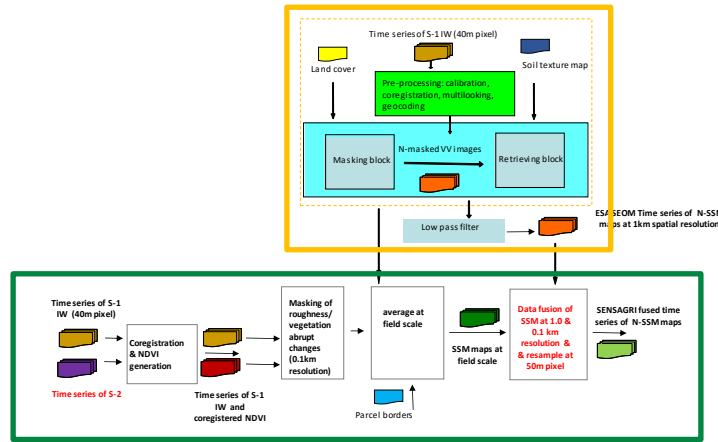 Time series of S-1 IW (40m pixel)
Land cover
Soil texture map
Pre-processing: calibration,
coregistration, multilooking,
geocoding
N-masked VV images
Masking block
Retrieving block
Low pass filter
ESA SEOM Time series of N-SSM
maps at 1km spatial resolution
Time series of S-1
IW (40m pixel)
Coregistration
& NDVI
generation
Time series of S-2
Time series of S-1
IW and
coregistered NDVI
Masking of
roughness/
vegetation
abrupt
changes
(0.1km
resolution)
average at
field scale
Parcel borders
SSM maps at
field scale
Data fusion of
SSM at 1.0 &
0.1 km
resolution &
& resample at
50m pixel
SENSAGRI fused time
series of N-SSM maps